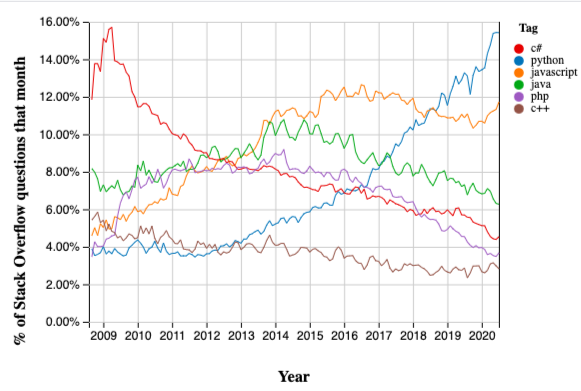 % of Stack Overflow questions that month
16.00%
14.00%
12.00%
10.00%
8.00%
6.00%
4.00%
2.00%
0.00%
2009 2010 2011 2012 2013 2014 2015 2016 2017 2018 2019 2020
Year
Tag
c#
python
javascript
java
php
c++